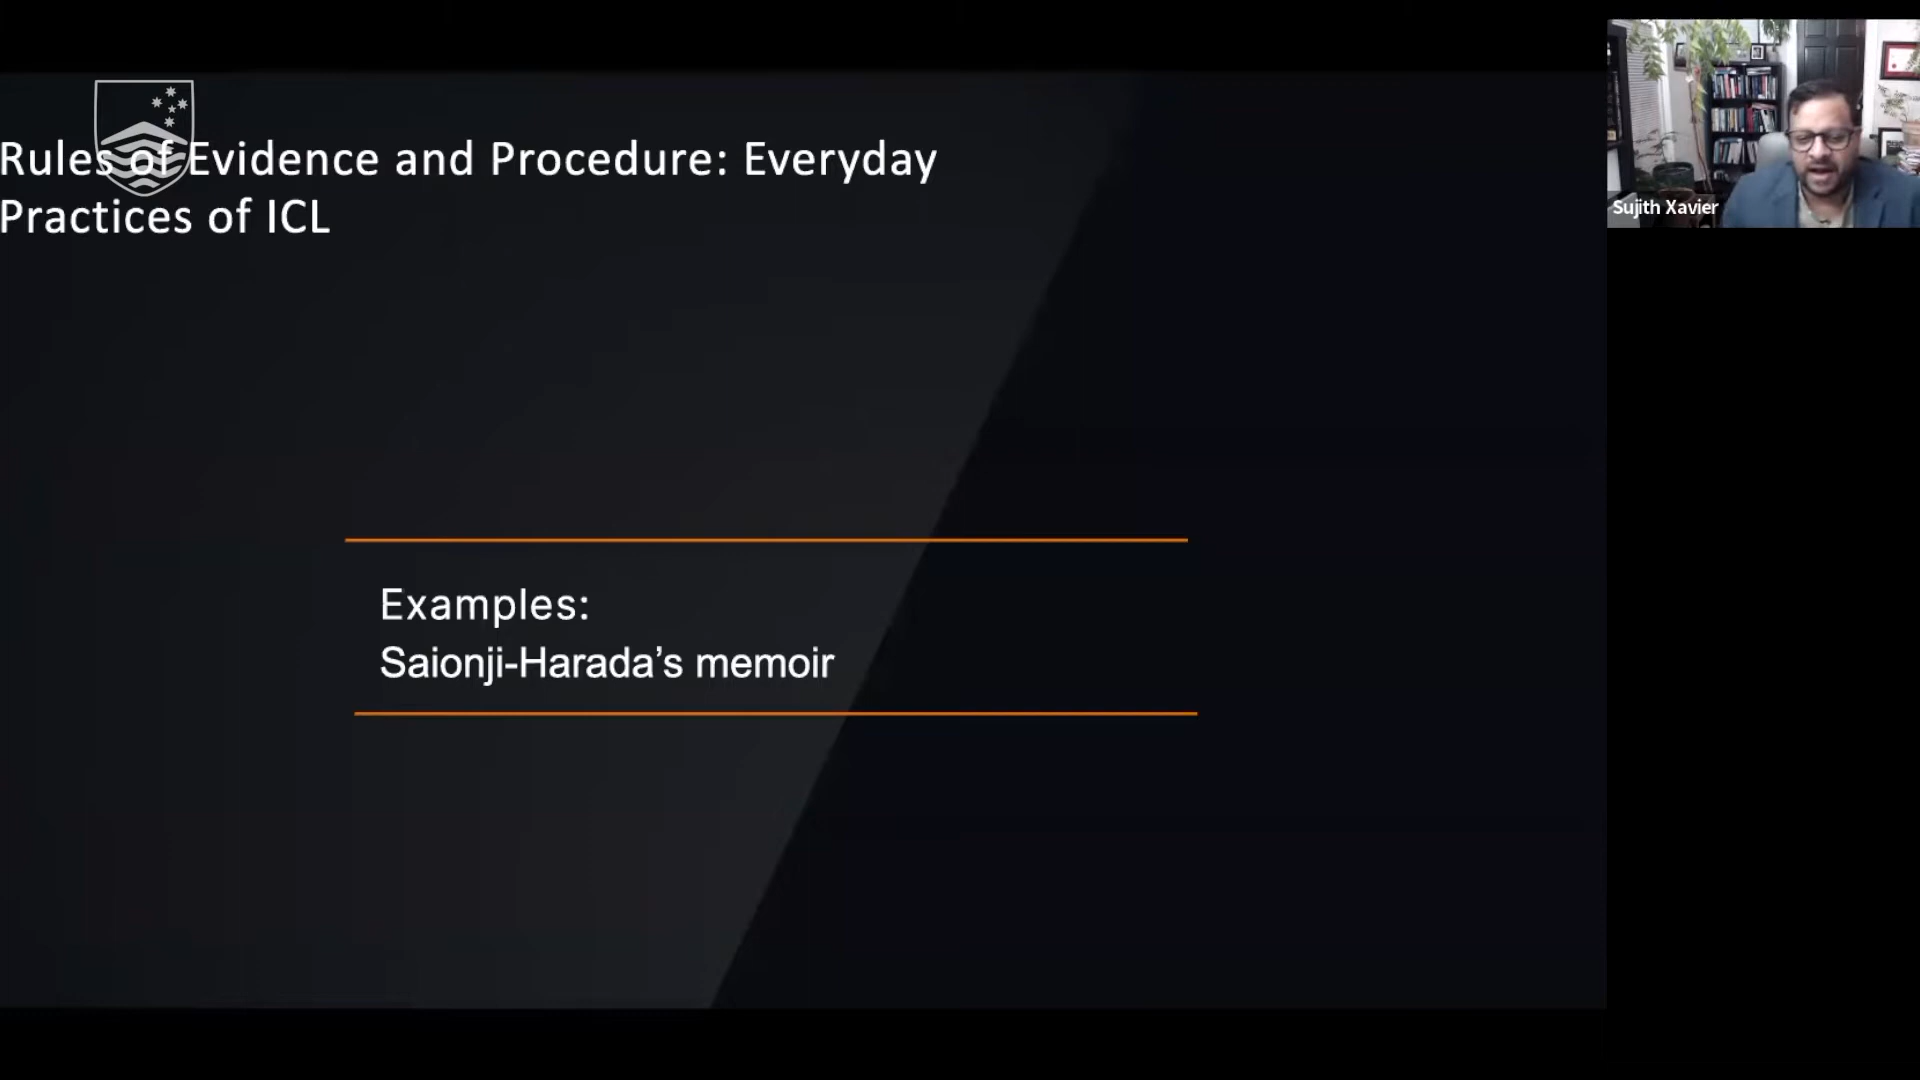 Rules of Evidence and Procedure: Everyday
Practices of ICL
Examples:
Saionji-Harada’s memoir
Sujith Xavier